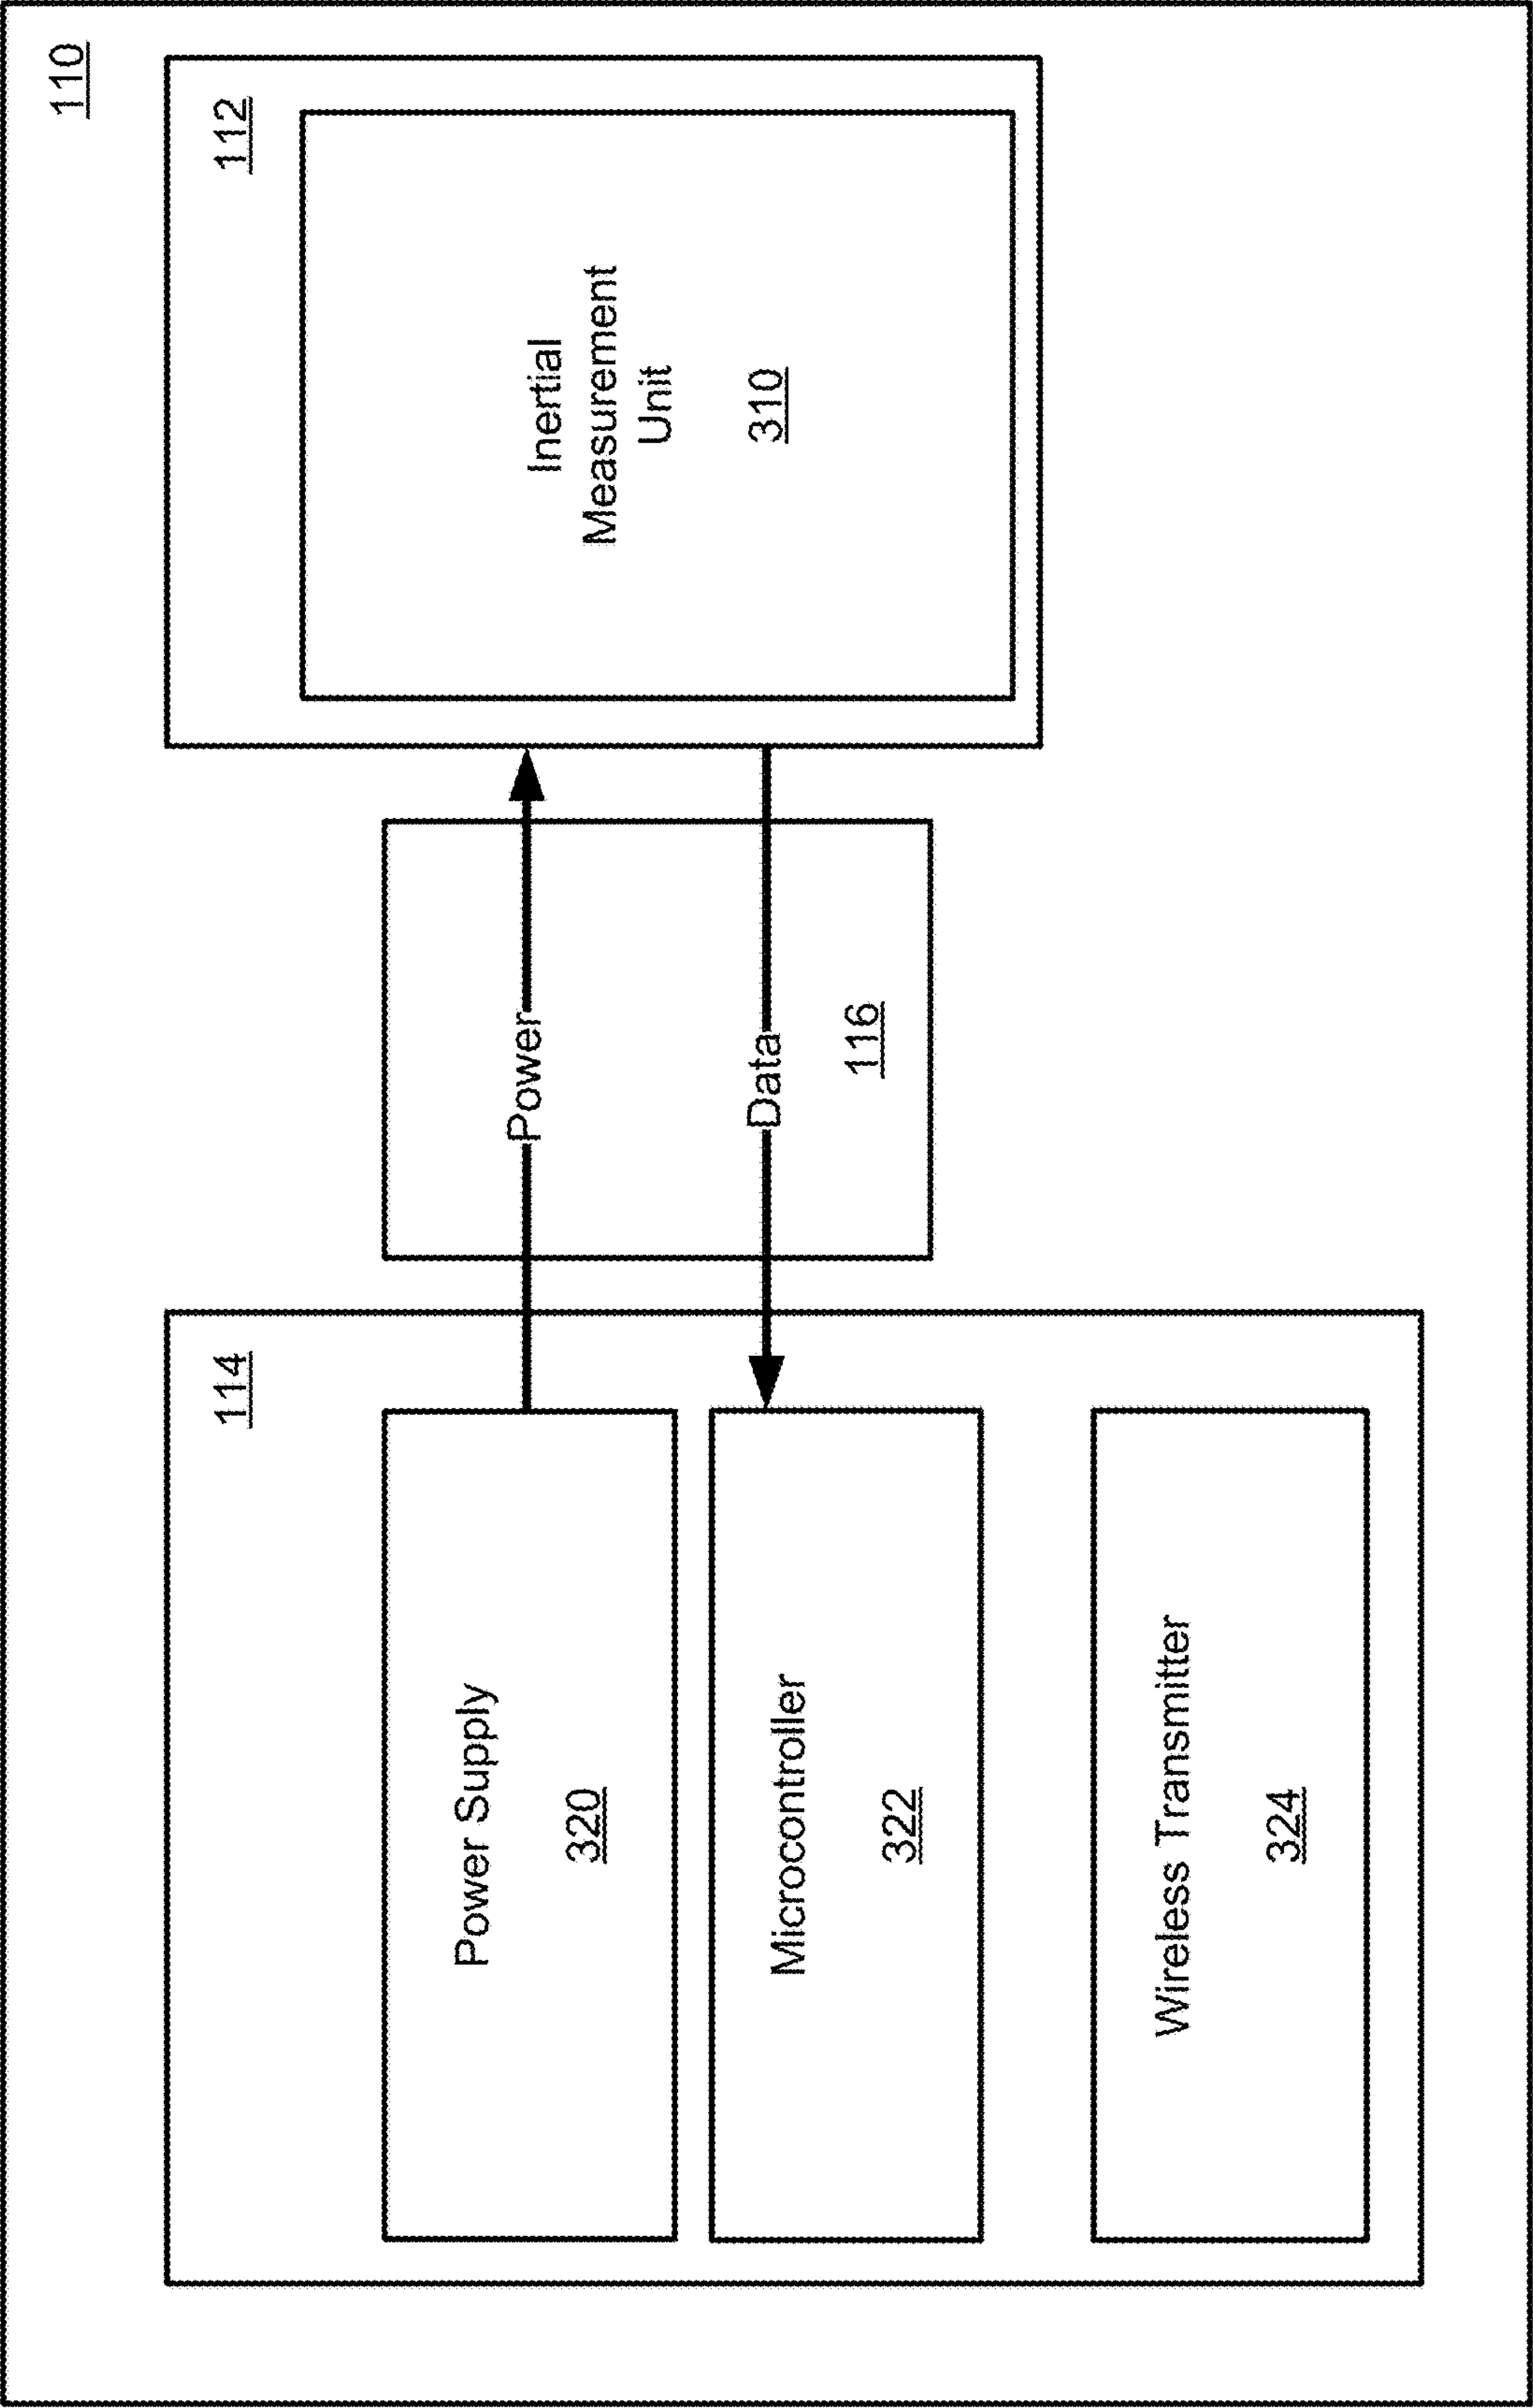 110
114
Power Supply
320
Microcontroller
322
Wireless Transmitter
324
Power
Data
116
112
Inertial
Measurement
Unit
310